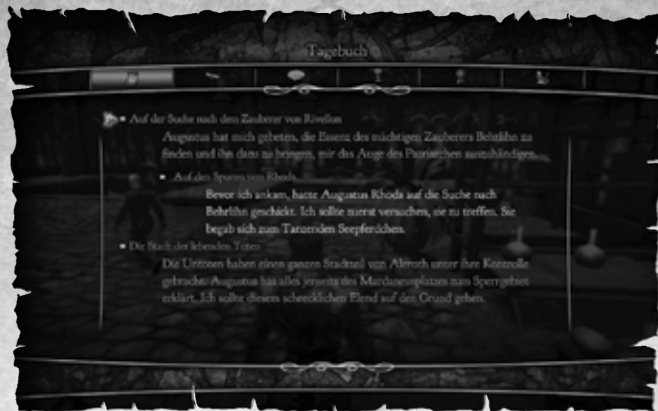 Tagebuch
Auf der Suche nach dem Zauberer von Rivellon
Augustus hat mich gebeten, die Essenz des mächtigen Zauberers Behrlihn zu
finden und ihn dazu zu bringen, mir das Auge des Patriarchen auszuhändigen.
Auf den Spuren von Rhode
Bevor ich ankam, hatte Augustus Rhoda auf die Suche nach
Behrlihn geschickt. Ich sollte zuerst versuchen, sie zu treffen. Sie
begab sich zum Tanzenden Seepferdchen.
Die Stadt der lebenden Toten
Die Untoten haben einen ganzen Stadtteil von Aleroth unter ihre Kontrolle
gebracht. Augustus hat alles jenseits des Mardaneusplatzes zum Sperrgebiet
erklärt. Ich sollte diesem schrecklichen Elend auf den Grund gehen.